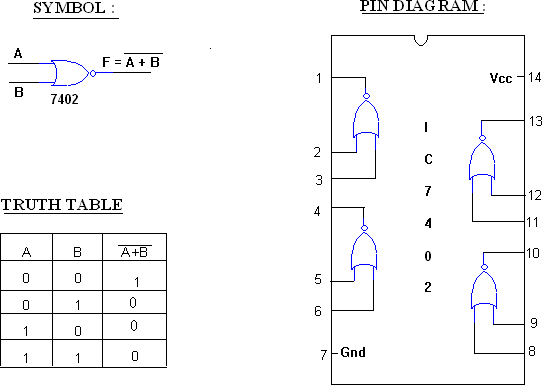 SYMBOL :
A
B
F = A + B
7402
TRUTH TABLE
A B A+B
0 0 1
0 1 0
1 0 0
1 1 0
PIN DIAGRAM :
1
2
3
4
5
6
7 Gnd
I
C
7
4
0
2
Vcc 14
13
12
11
10
9
8